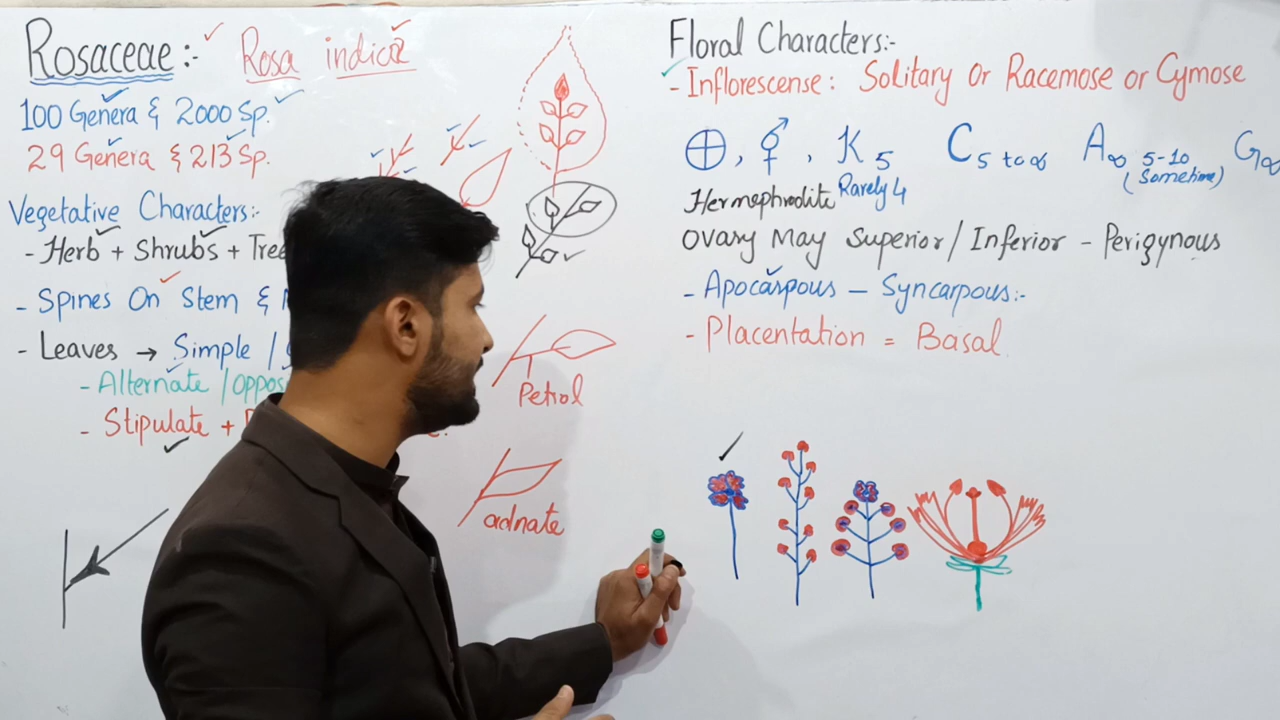 Rosaceae:- Rosa indica
100 Genera & 2000 Sp.
29 Genera & 213 Sp.
Vegetative Characters:-
- Herb + Shrubs + Tree
- Spines On Stem &
- Leaves → Simple /
- Alternate / Oppos
- Stipulate +
Petrol
adnate
Floral Characters:-
- Inflorescense: Solitary Or Racemose or Cymose
⊕, ⚥, K5 C5 to ∞ A∞ 5-10 (Sometime) G∞
Hermephrodite Rarely 4
Ovary May Superior / Inferior - Perigynous
- Apocarpous - Syncarpous:-
- Placentation = Basal